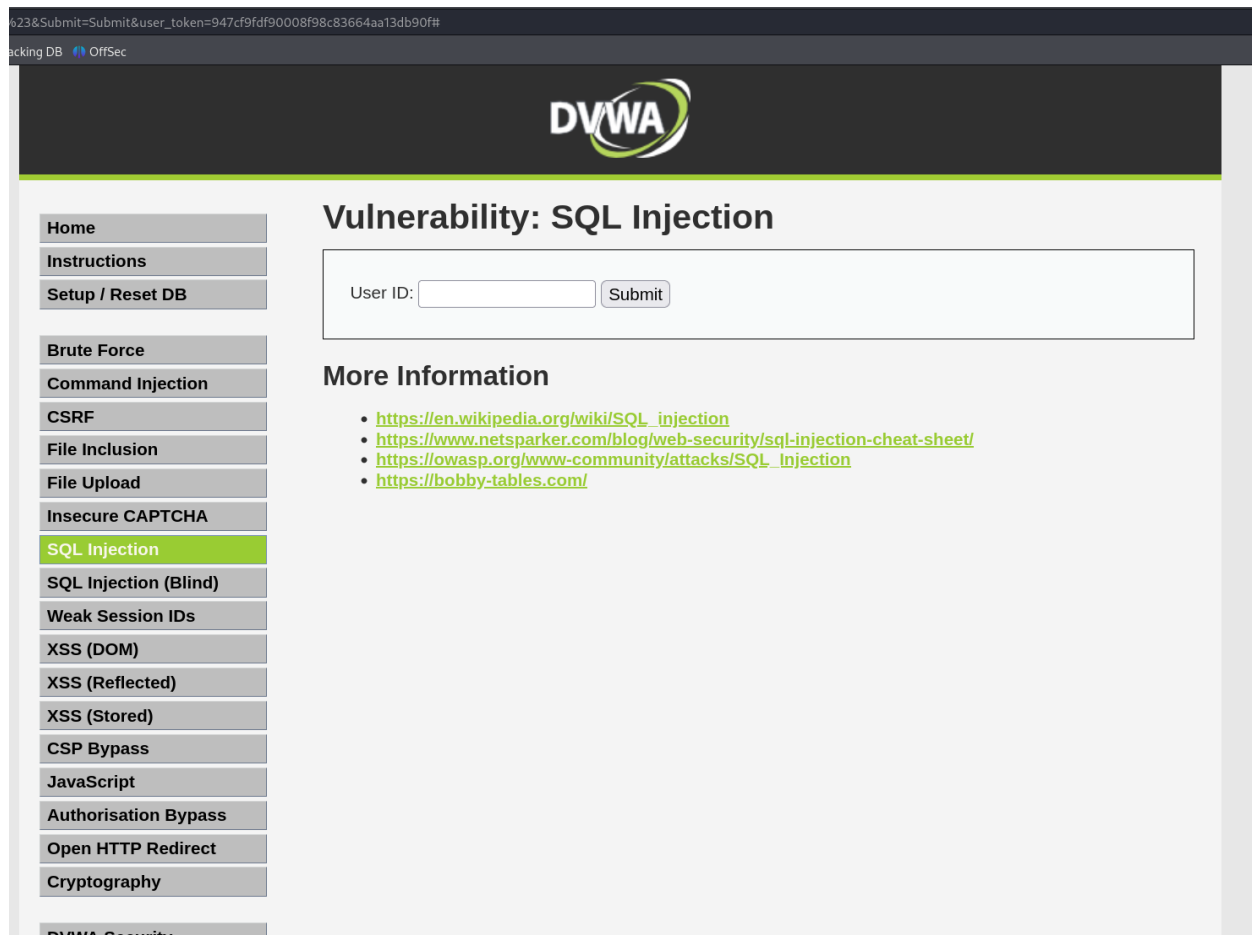 %23&Submit=Submit&user_token=947cf9fdf90008f98c83664aa13db90f#
acking DB OffSec
DVWA
Home
Instructions
Setup / Reset DB
Brute Force
Command Injection
CSRF
File Inclusion
File Upload
Insecure CAPTCHA
SQL Injection
SQL Injection (Blind)
Weak Session IDs
XSS (DOM)
XSS (Reflected)
XSS (Stored)
CSP Bypass
JavaScript
Authorisation Bypass
Open HTTP Redirect
Cryptography
DVWA Security
Vulnerability: SQL Injection
User ID: Submit
More Information
• https://en.wikipedia.org/wiki/SQL_injection
• https://www.netsparker.com/blog/web-security/sql-injection-cheat-sheet/
• https://owasp.org/www-community/attacks/SQL_Injection
• https://bobby-tables.com/